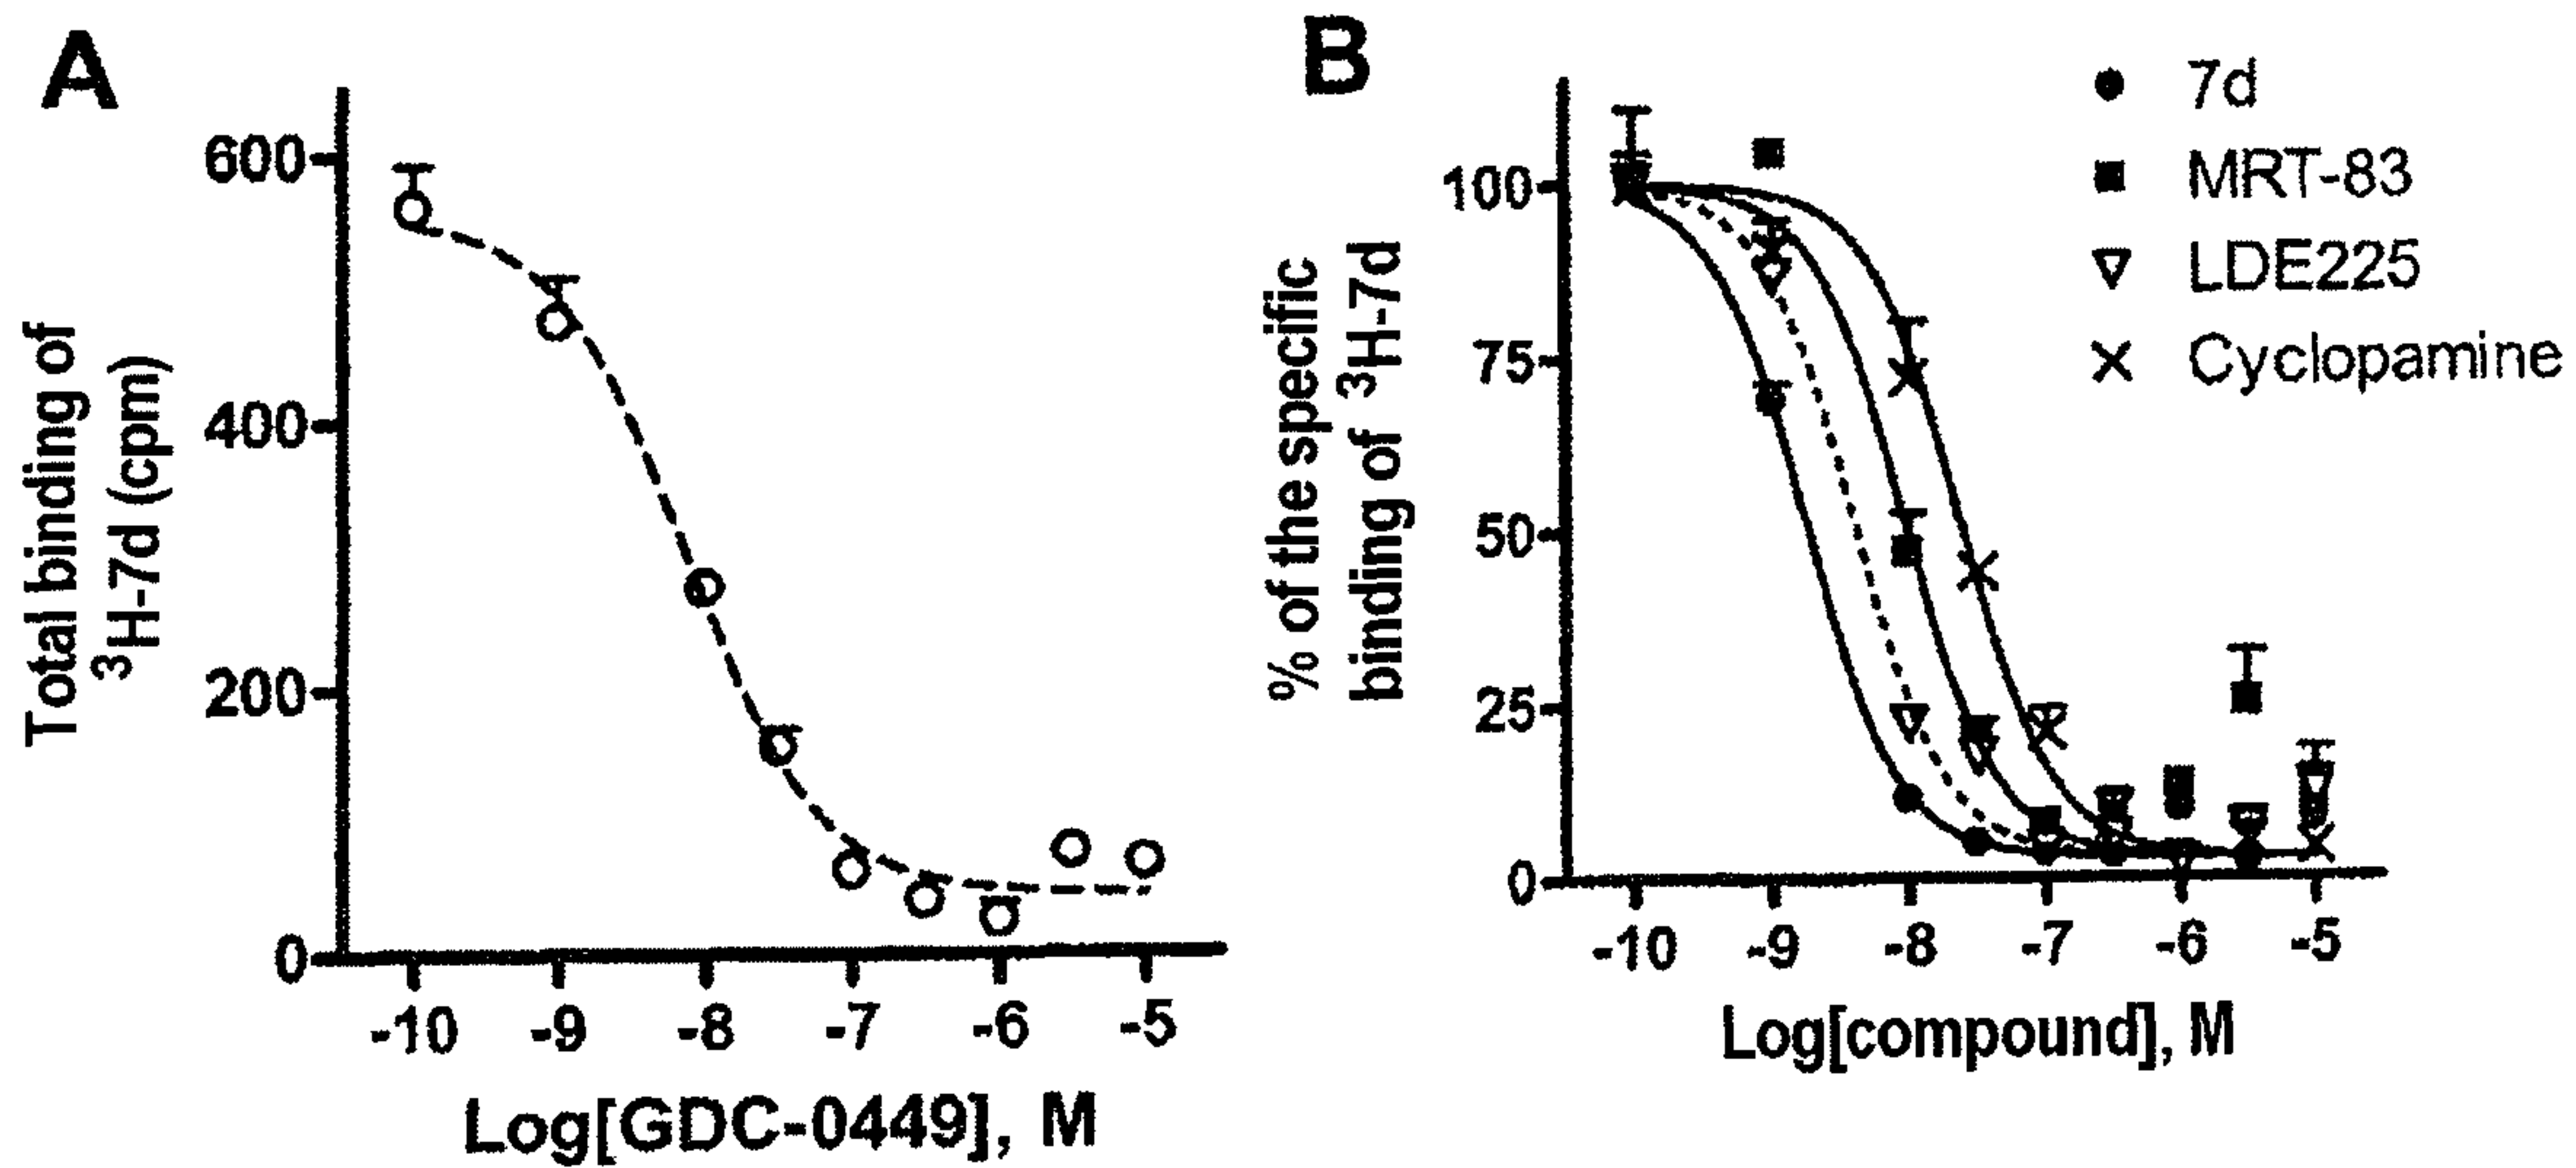 A
Total binding of
³H-7d (cpm)
600
400
200
0
-10 -9 -8 -7 -6 -5
Log[GDC-0449], M
B
% of the specific
binding of ³H-7d
100
75
50
25
0
-10 -9 -8 -7 -6 -5
Log[compound], M
7d
MRT-83
LDE225
Cyclopamine